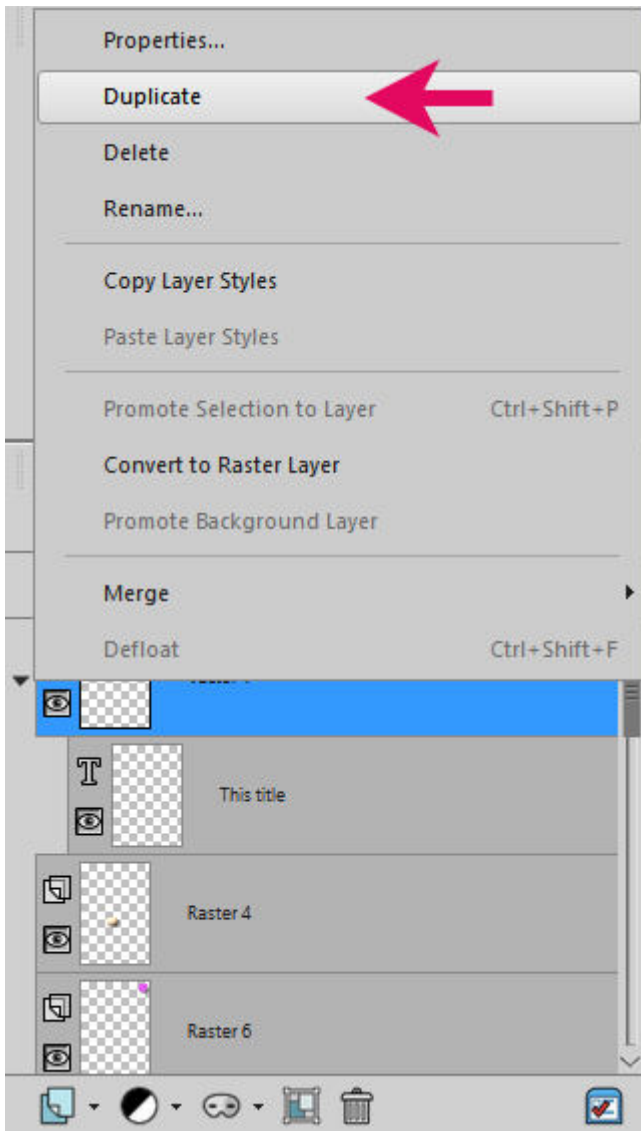 Properties...
Duplicate
Delete
Rename...
Copy Layer Styles
Paste Layer Styles
Promote Selection to Layer Ctrl+Shift+P
Convert to Raster Layer
Promote Background Layer
Merge
Defloat Ctrl+Shift+F
This title
Raster 4
Raster 6